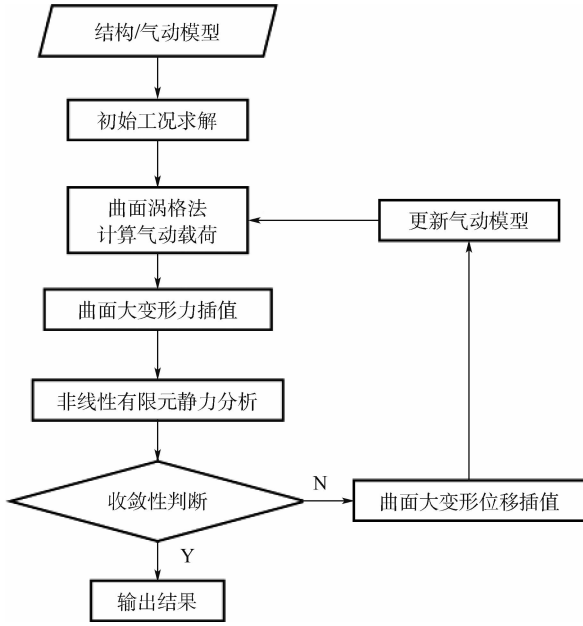 结构/气动模型
初始工况求解
曲面涡格法
计算气动载荷
更新气动模型
曲面大变形力插值
非线性有限元静力分析
收敛性判断
N
曲面大变形位移插值
Y
输出结果